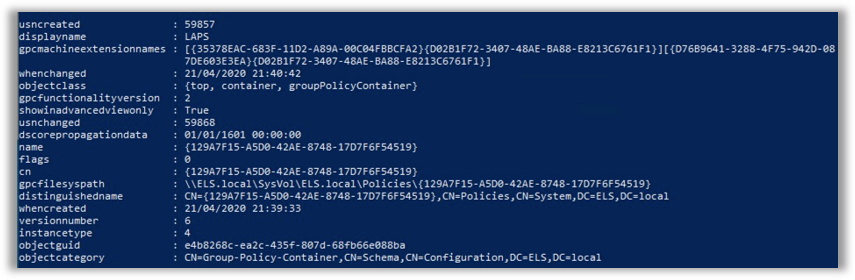 usncreated : 59857
displayname : LAPS
gpcmachineextensionnames : [{35378EAC-683F-11D2-A89A-00C04FBBCFA2}{D02B1F72-3407-48AE-BA88-E8213C6761F1}][{D76B9641-3288-4F75-942D-08
7DE603E3EA}{D02B1F72-3407-48AE-BA88-E8213C6761F1}]
whenchanged : 21/04/2020 21:40:42
objectclass : {top, container, groupPolicyContainer}
gpcfunctionalityversion : 2
showinadvancedviewonly : True
usnchanged : 59868
dscorepropagationdata : 01/01/1601 00:00:00
name : {129A7F15-A5D0-42AE-8748-17D7F6F54519}
flags : 0
cn : {129A7F15-A5D0-42AE-8748-17D7F6F54519}
gpcfilesyspath : \\ELS.local\SysVol\ELS.local\Policies\{129A7F15-A5D0-42AE-8748-17D7F6F54519}
distinguishedname : CN={129A7F15-A5D0-42AE-8748-17D7F6F54519},CN=Policies,CN=System,DC=ELS,DC=local
whencreated : 21/04/2020 21:39:33
versionnumber : 6
instancetype : 4
objectguid : e4b8268c-ea2c-435f-807d-68fb66e088ba
objectcategory : CN=Group-Policy-Container,CN=Schema,CN=Configuration,DC=ELS,DC=local